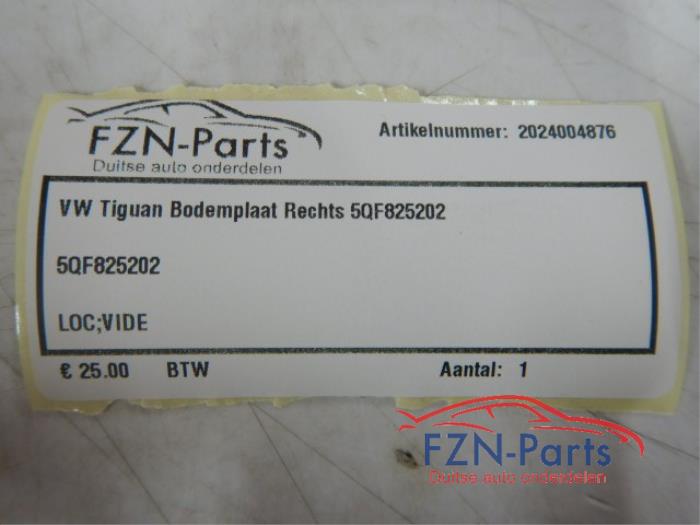 FZN-Parts
Duitse auto onderdelen
Artikelnummer: 2024004876
VW Tiguan Bodemplaat Rechts 5QF825202
5QF825202
LOC;VIDE
€ 25.00 BTW Aantal: 1
FZN-Parts
Duitse auto onderdelen